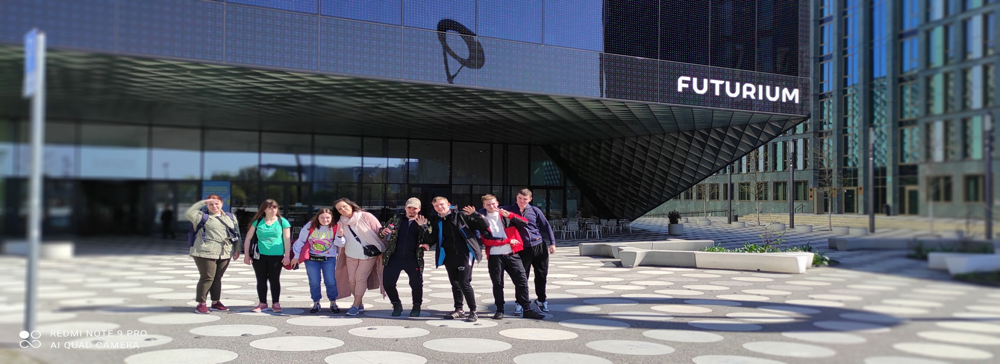 FUTURIUM
REDMI NOTE 9 PRO
AI QUAD CAMERA